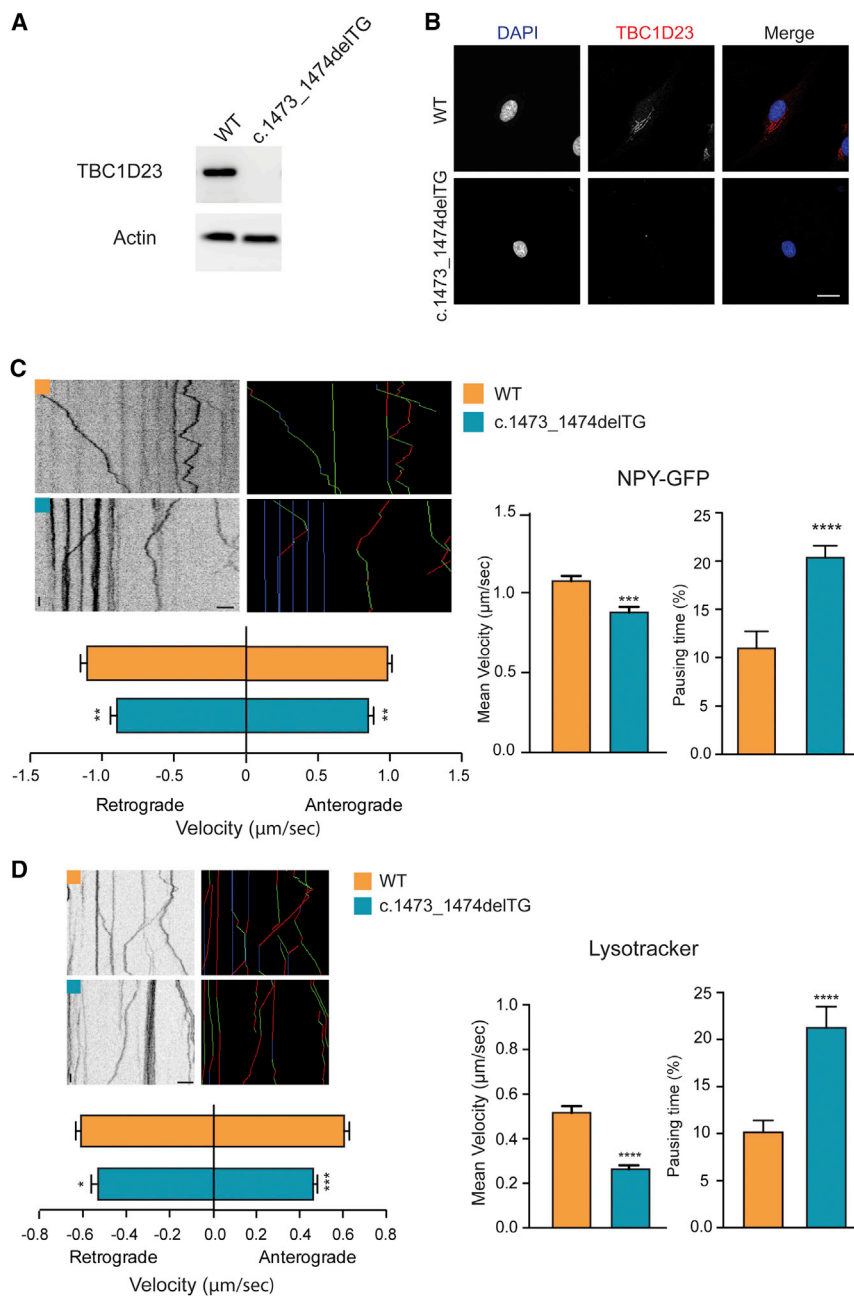 A
WT
c.1473_1474delTG
TBC1D23
Actin
B
DAPI
TBC1D23
Merge
WT
c.1473_1474delTG
C
WT
c.1473_1474delTG
NPY-GFP
Mean Velocity (μm/sec)
1.5
1.0
0.5
0.0
***
Pausing time (%)
25
20
15
10
5
0.0
****
**
**
-1.5
-1.0
-0.5
0
0.5
1.0
1.5
Retrograde
Anterograde
Velocity (μm/sec)
D
WT
c.1473_1474delTG
Lysotracker
Mean Velocity (μm/sec)
1.0
0.8
0.6
0.4
0.2
0.0
****
Pausing time (%)
25
20
15
10
5
0.0
****
*
***
-0.8
-0.6
-0.4
-0.2
0.0
0.2
0.4
0.6
0.8
Retrograde
Anterograde
Velocity (μm/sec)